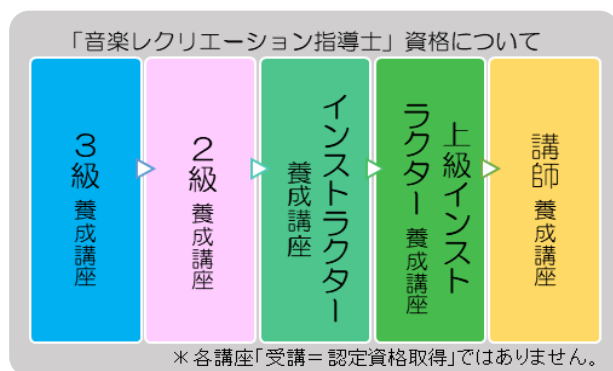 「音楽レクリエーション指導士」資格について
3級 養成講座
2級 養成講座
インストラクター
養成講座
上級インスト
ラクター 養成講座
講師 養成講座
＊各講座「受講＝認定資格取得」ではありません。